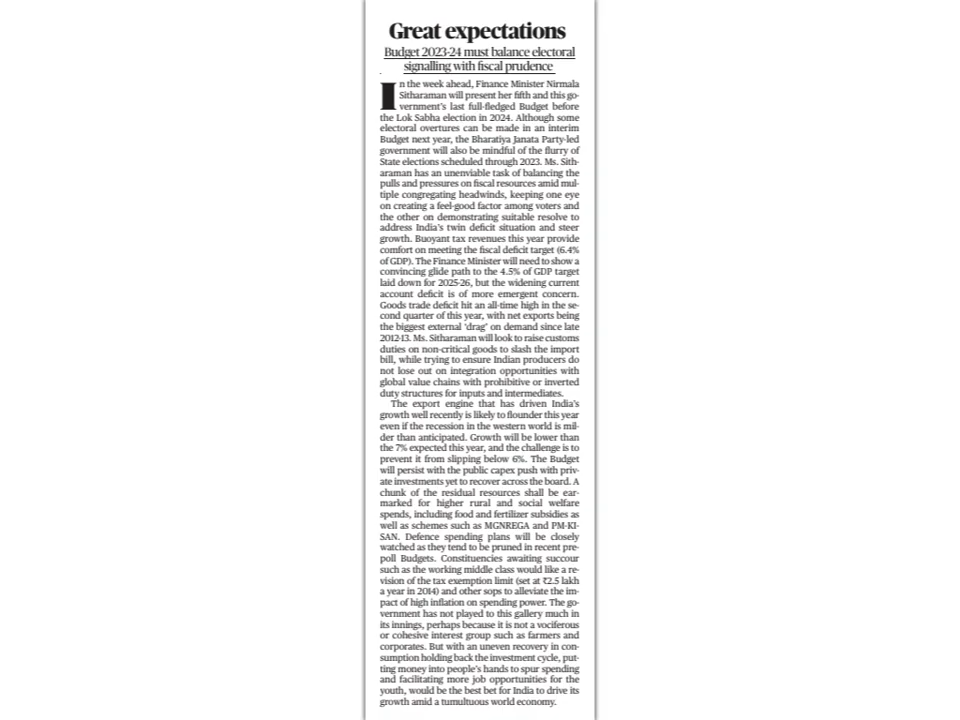 Great expectations
Budget 2023-24 must balance electoral
signalling with fiscal prudence
In the week ahead, Finance Minister Nirmala
Sitharaman will present her fifth and this go-
vernment's last full-fledged Budget before
the Lok Sabha election in 2024. Although some
electoral overtures can be made in an interim
Budget next year, the Bharatiya Janata Party-led
government will also be mindful of the flurry of
State elections scheduled through 2023. Ms. Sith-
araman has an unenviable task of balancing the
pulls and pressures on fiscal resources amid mul-
tiple congregating headwinds, keeping one eye
on creating a feel-good factor among voters and
the other on demonstrating suitable resolve to
address India's twin deficit situation and steer
growth. Buoyant tax revenues this year provide
comfort on meeting the fiscal deficit target (6.4%
of GDP). The Finance Minister will need to show a
convincing glide path to the 4.5% of GDP target
laid down for 2025-26, but the widening current
account deficit is of more emergent concern.
Goods trade deficit hit an all-time high in the se-
cond quarter of this year, with net exports being
the biggest external 'drag' on demand since late
2012-13. Ms. Sitharaman will look to raise customs
duties on non-critical goods to slash the import
bill, while trying to ensure Indian producers do
not lose out on integration opportunities with
global value chains with prohibitive or inverted
duty structures for inputs and intermediates.
The export engine that has driven India's
growth well recently is likely to flounder this year
even if the recession in the western world is mil-
der than anticipated. Growth will be lower than
the 7% expected this year, and the challenge is to
prevent it from slipping below 6%. The Budget
will persist with the public capex push with priv-
ate investments yet to recover across the board. A
chunk of the residual resources shall be ear-
marked for higher rural and social welfare
spends, including food and fertilizer subsidies as
well as schemes such as MGNREGA and PM-KI-
SAN. Defence spending plans will be closely
watched as they tend to be pruned in recent pre-
poll Budgets. Constituencies awaiting succour
such as the working middle class would like a re-
vision of the tax exemption limit (set at ₹2.5 lakh
a year in 2014) and other sops to alleviate the im-
pact of high inflation on spending power. The go-
vernment has not played to this gallery much in
its innings, perhaps because it is not a vociferous
or cohesive interest group such as farmers and
corporates. But with an uneven recovery in con-
sumption holding back the investment cycle, put-
ting money into people's hands to spur spending
and facilitating more job opportunities for the
youth, would be the best bet for India to drive its
growth amid a tumultuous world economy.